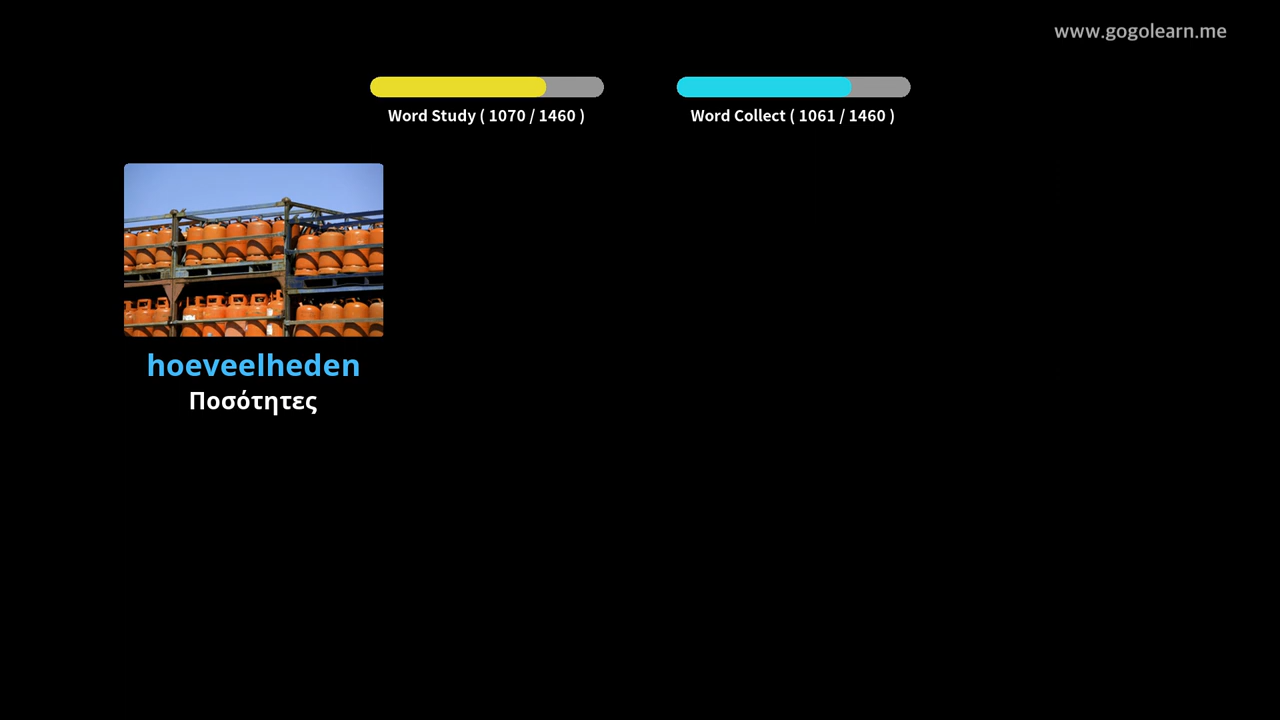 www.gogolearn.me
Word Study ( 1070 / 1460 )
Word Collect ( 1061 / 1460 )
hoeveelheden
Ποσότητες